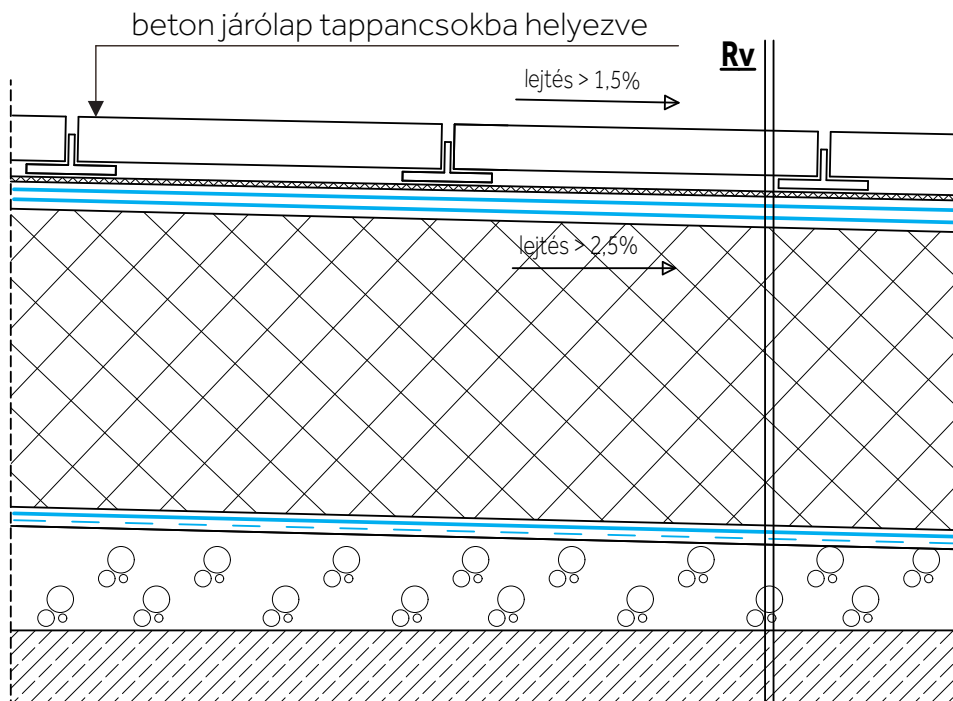 beton járólap tappancsokba helyezve
Rv
lejtés > 1,5%
lejtés > 2,5%